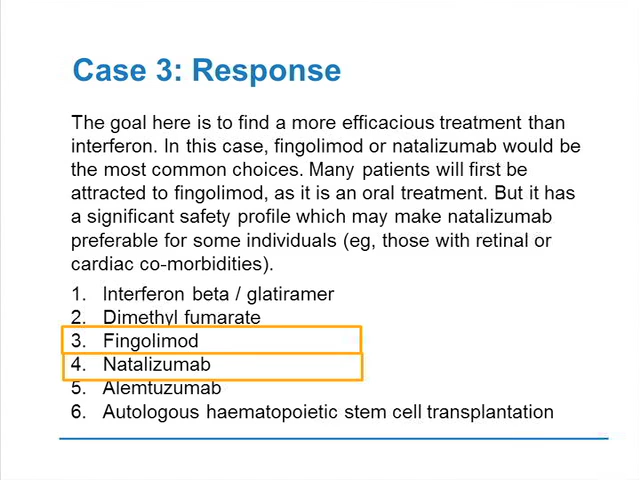 Case 3: Response
The goal here is to find a more efficacious treatment than
interferon. In this case, fingolimod or natalizumab would be
the most common choices. Many patients will first be
attracted to fingolimod, as it is an oral treatment. But it has
a significant safety profile which may make natalizumab
preferable for some individuals (eg, those with retinal or
cardiac co-morbidities).
1. Interferon beta / glatiramer
2. Dimethyl fumarate
3. Fingolimod
4. Natalizumab
5. Alemtuzumab
6. Autologous haematopoietic stem cell transplantation